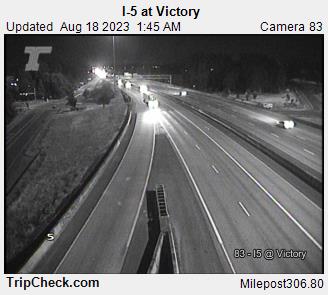 I-5 at Victory
Updated Aug 18 2023 1:45 AM Camera 83
T
S
83 - I5 @ Victory
TripCheck.com Milepost306.80